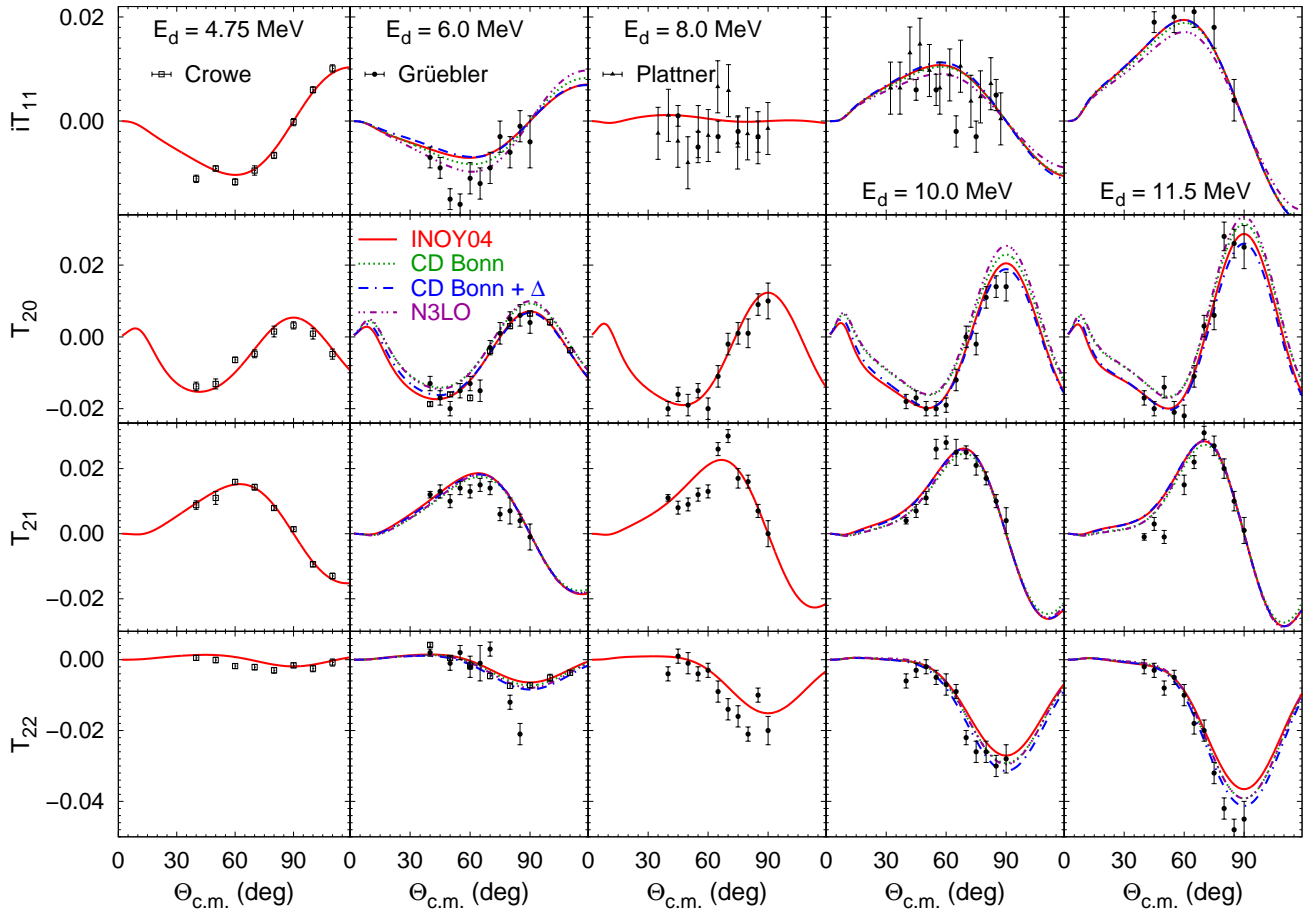 E_d = 4.75 MeV
E_d = 6.0 MeV
E_d = 8.0 MeV
Crowe
Grüebler
Plattner
0.02
0.00
iT_11
E_d = 10.0 MeV
E_d = 11.5 MeV
INOY04
CD Bonn
CD Bonn + Δ
N3LO
0.02
0.00
−0.02
T_20
0.02
0.00
−0.02
T_21
0.00
−0.02
−0.04
T_22
0 30 60 90 0 30 60 90 0 30 60 90 0 30 60 90 0 30 60 90
Θ_c.m. (deg) Θ_c.m. (deg) Θ_c.m. (deg) Θ_c.m. (deg) Θ_c.m. (deg)